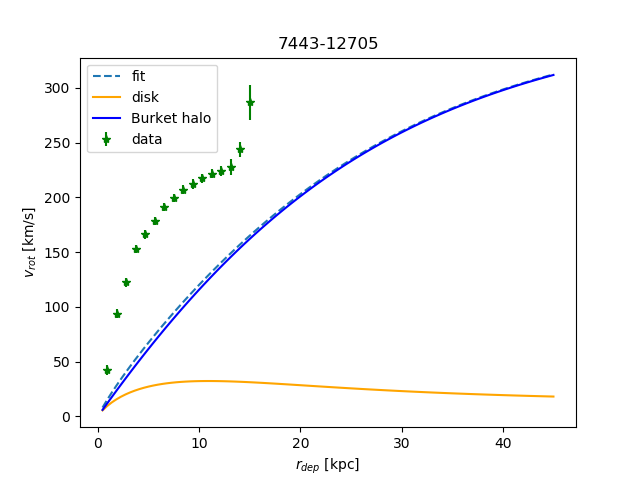 7443-12705
fit
disk
Burket halo
data
300
250
200
150
100
50
0
v_rot [km/s]
0 10 20 30 40
r_dep [kpc]